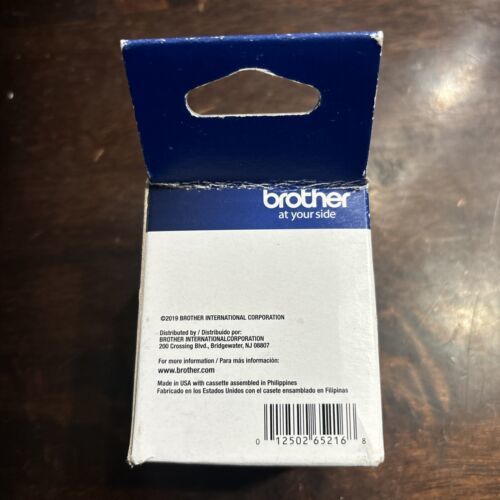 brother
at your side
©2019 BROTHER INTERNATIONAL CORPORATION
Distributed by / Distribuido por:
BROTHER INTERNATIONALCORPORATION
200 Crossing Blvd., Bridgewater, NJ 08807
For more information / Para más información:
www.brother.com
Made in USA with cassette assembled in Philippines
Fabricado en los Estados Unidos con el casete ensamblado en Filipinas
0 12502 65216 8